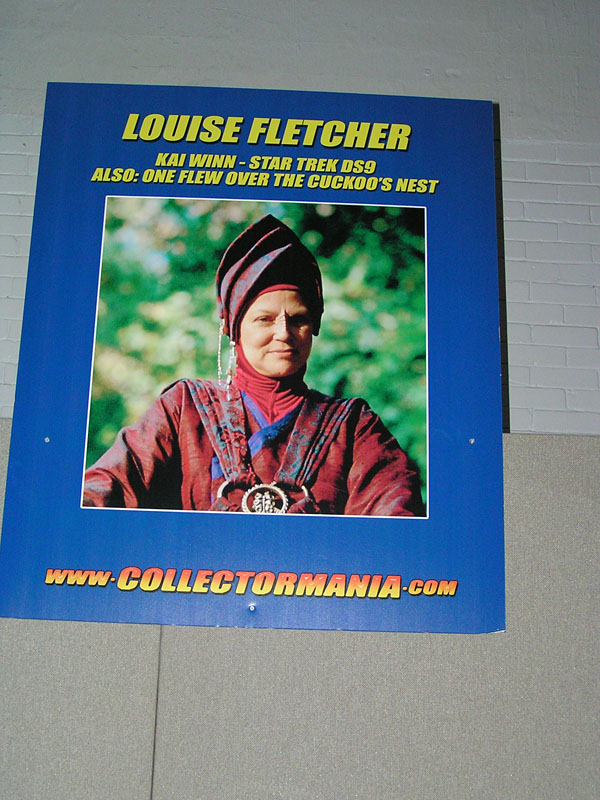 LOUISE FLETCHER
KAI WINN - STAR TREK DS9
ALSO: ONE FLEW OVER THE CUCKOO'S NEST
WWW.COLLECTORMANIA.COM